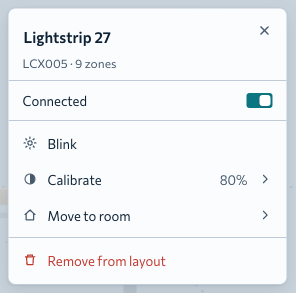 Lightstrip 27
LCX005 · 9 zones
Connected
Blink
Calibrate 80%
Move to room
Remove from layout